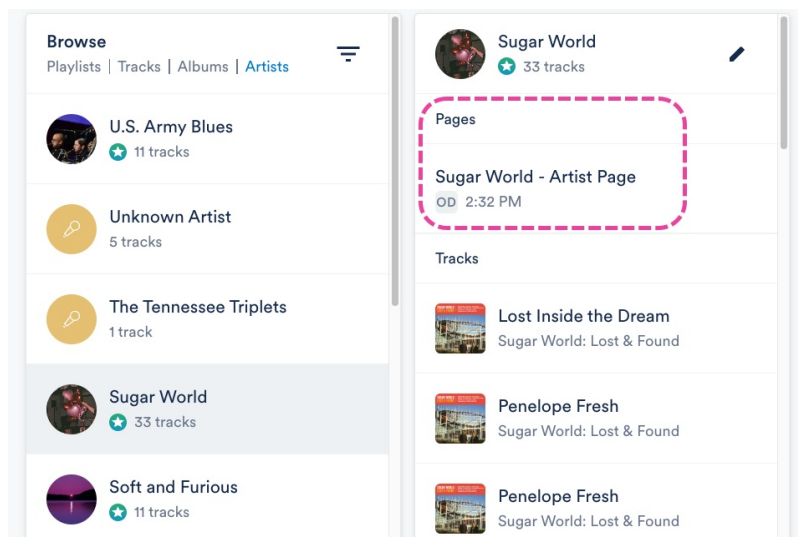 Browse
Playlists | Tracks | Albums | Artists
U.S. Army Blues
11 tracks
Unknown Artist
5 tracks
The Tennessee Triplets
1 track
Sugar World
33 tracks
Soft and Furious
11 tracks
Sugar World
33 tracks
Pages
Sugar World - Artist Page
OD 2:32 PM
Tracks
Lost Inside the Dream
Sugar World: Lost & Found
Penelope Fresh
Sugar World: Lost & Found
Penelope Fresh
Sugar World: Lost & Found